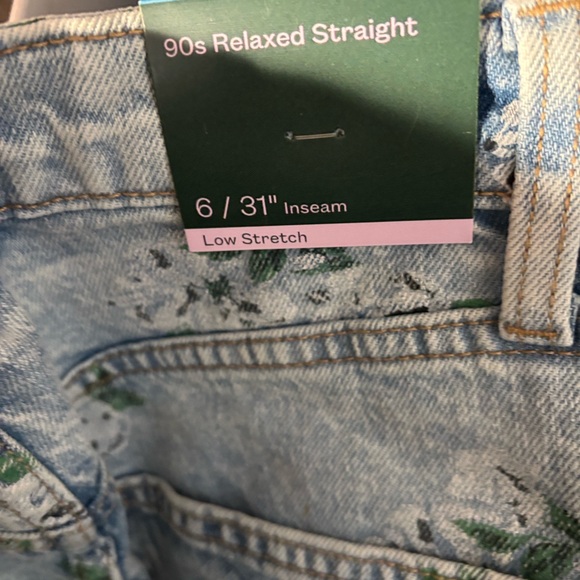 90s Relaxed Straight
6 / 31" Inseam
Low Stretch